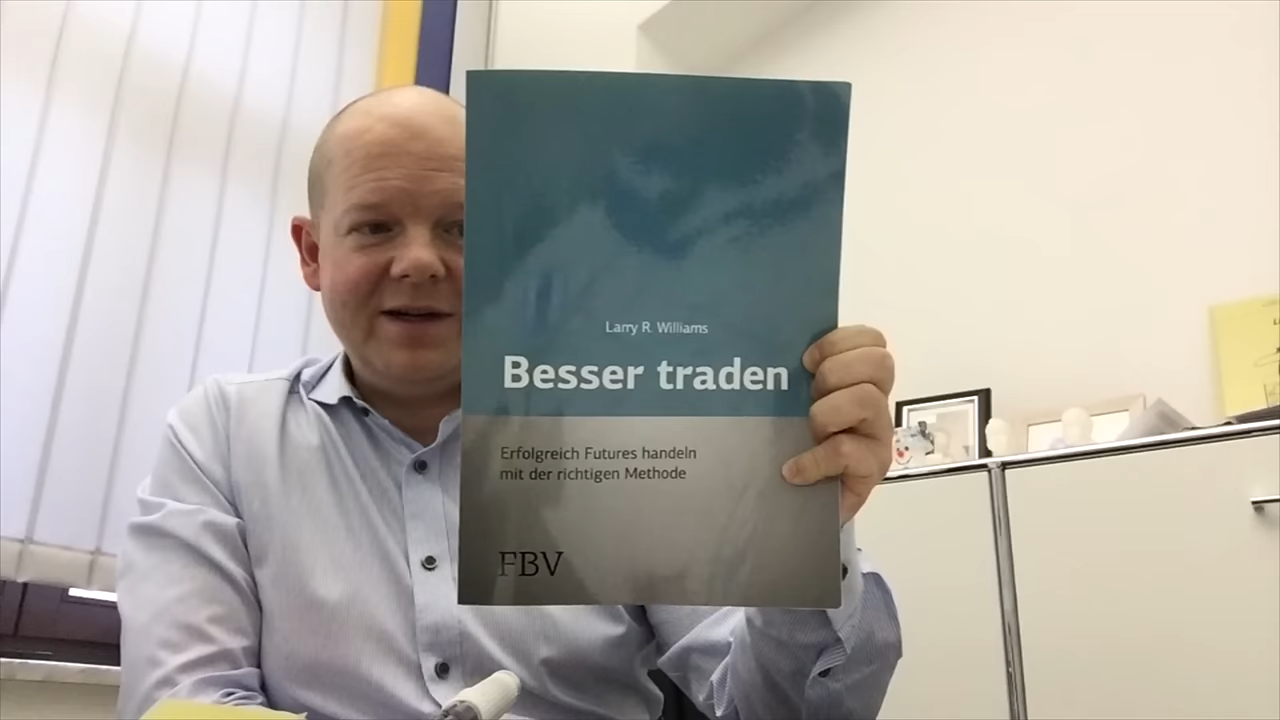 Larry R. Williams
Besser traden
Erfolgreich Futures handeln
mit der richtigen Methode
FBV